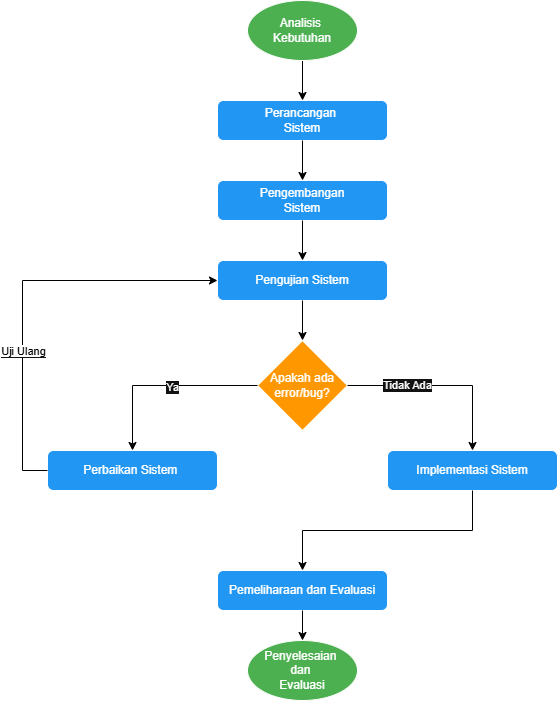 Analisis
Kebutuhan
Perancangan
Sistem
Pengembangan
Sistem
Pengujian Sistem
Uji Ulang
Apakah ada
error/bug?
Ya
Tidak Ada
Perbaikan Sistem
Implementasi Sistem
Pemeliharaan dan Evaluasi
Penyelesaian
dan
Evaluasi